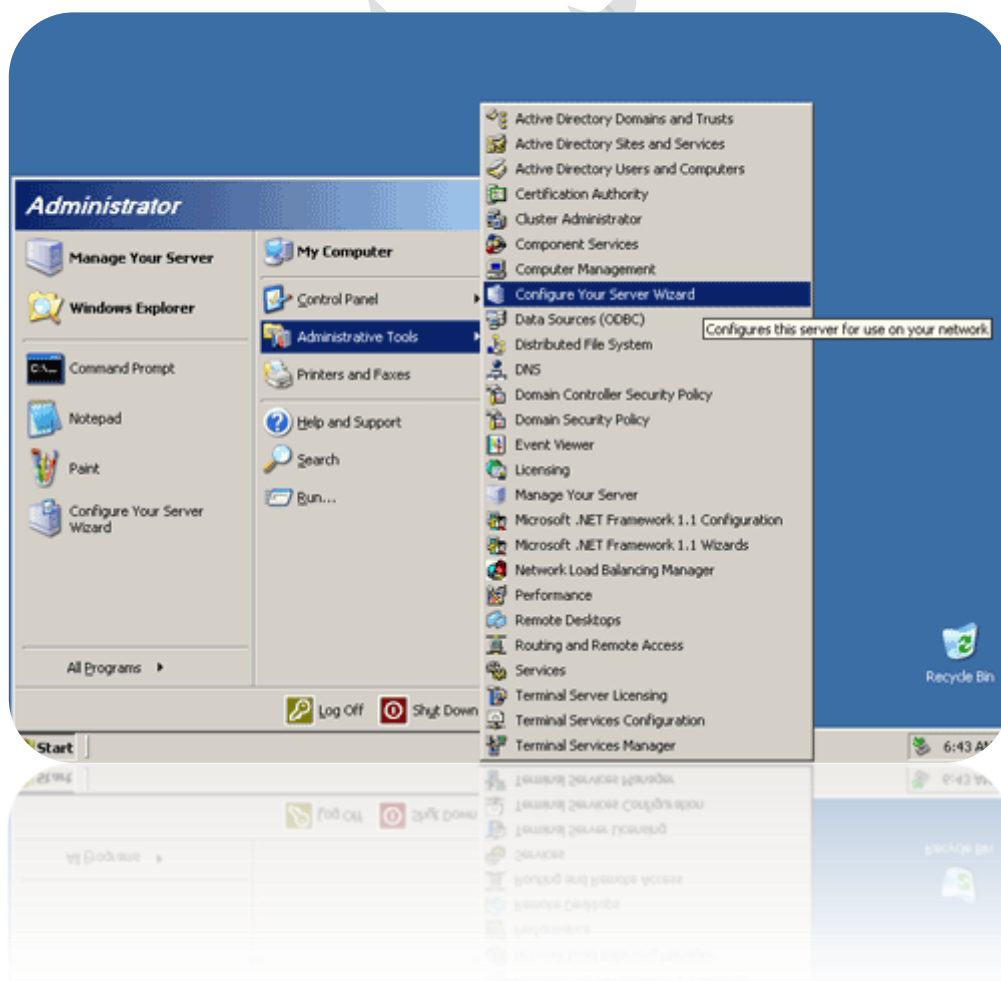 Administrator
Manage Your Server
Windows Explorer
Command Prompt
Notepad
Paint
Configure Your Server
Wizard
All Programs
My Computer
Control Panel
Administrative Tools
Printers and Faxes
Help and Support
Search
Run...
Log Off
Shut Down
Active Directory Domains and Trusts
Active Directory Sites and Services
Active Directory Users and Computers
Certification Authority
Cluster Administrator
Component Services
Computer Management
Configure Your Server Wizard
Configures this server for use on your network
Data Sources (ODBC)
Distributed File System
DNS
Domain Controller Security Policy
Domain Security Policy
Event Viewer
Licensing
Manage Your Server
Microsoft .NET Framework 1.1 Configuration
Microsoft .NET Framework 1.1 Wizards
Network Load Balancing Manager
Performance
Remote Desktops
Routing and Remote Access
Services
Terminal Server Licensing
Terminal Services Configuration
Terminal Services Manager
Recycle Bin
Start
6:43 AM